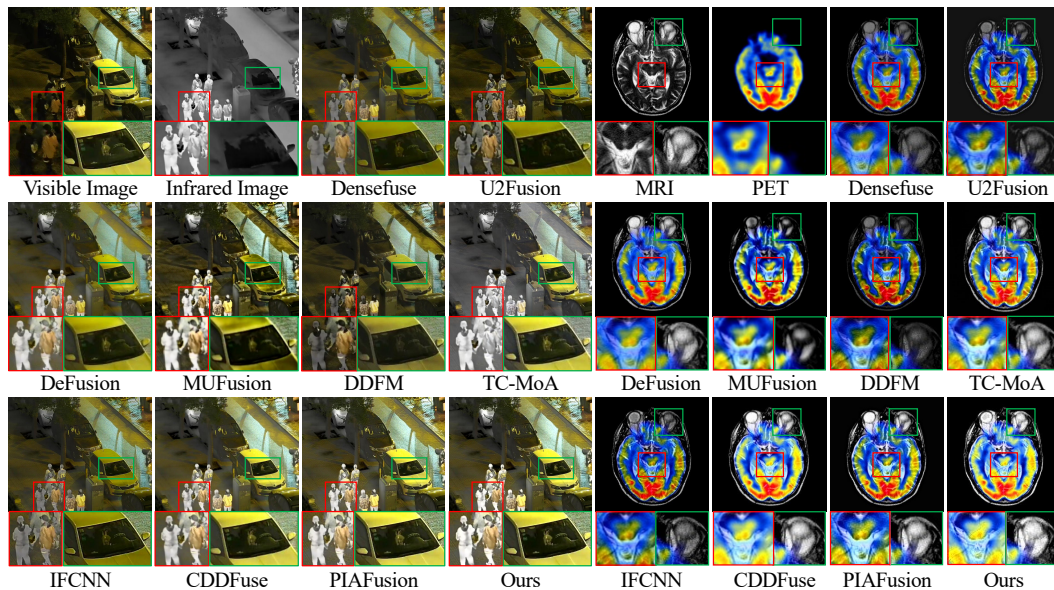 Visible Image Infrared Image Densefuse U2Fusion MRI PET Densefuse U2Fusion
DeFusion MUFusion DDFM TC-MoA DeFusion MUFusion DDFM TC-MoA
IFCNN CDDFuse PIAFusion Ours IFCNN CDDFuse PIAFusion Ours